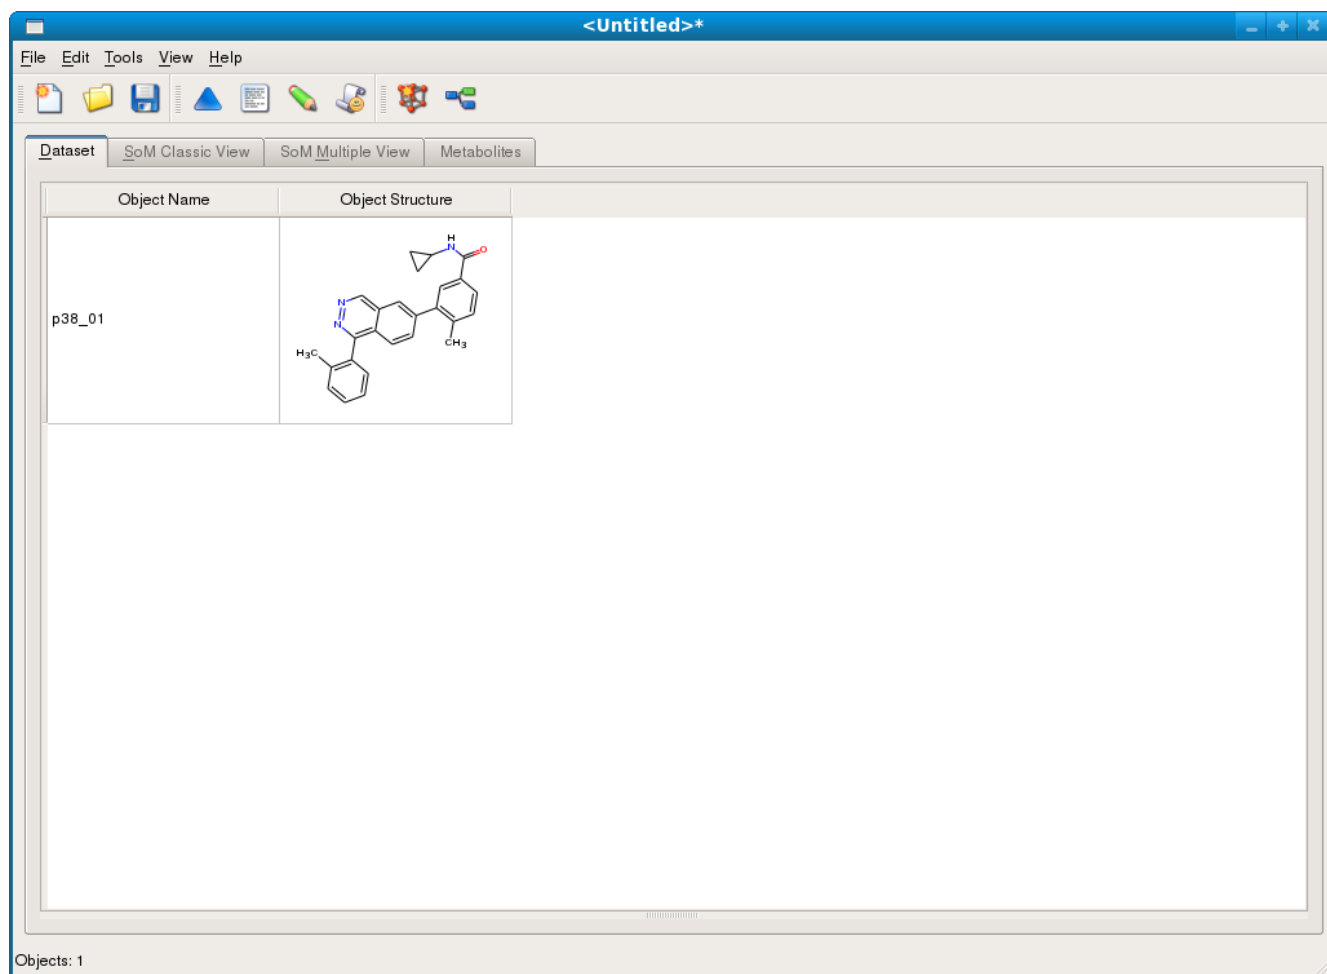 <Untitled>*
File Edit Tools View Help
Dataset SoM Classic View SoM Multiple View Metabolites
Object Name Object Structure
H
N
O
N
N
p38_01
CH3
H3C
Objects: 1